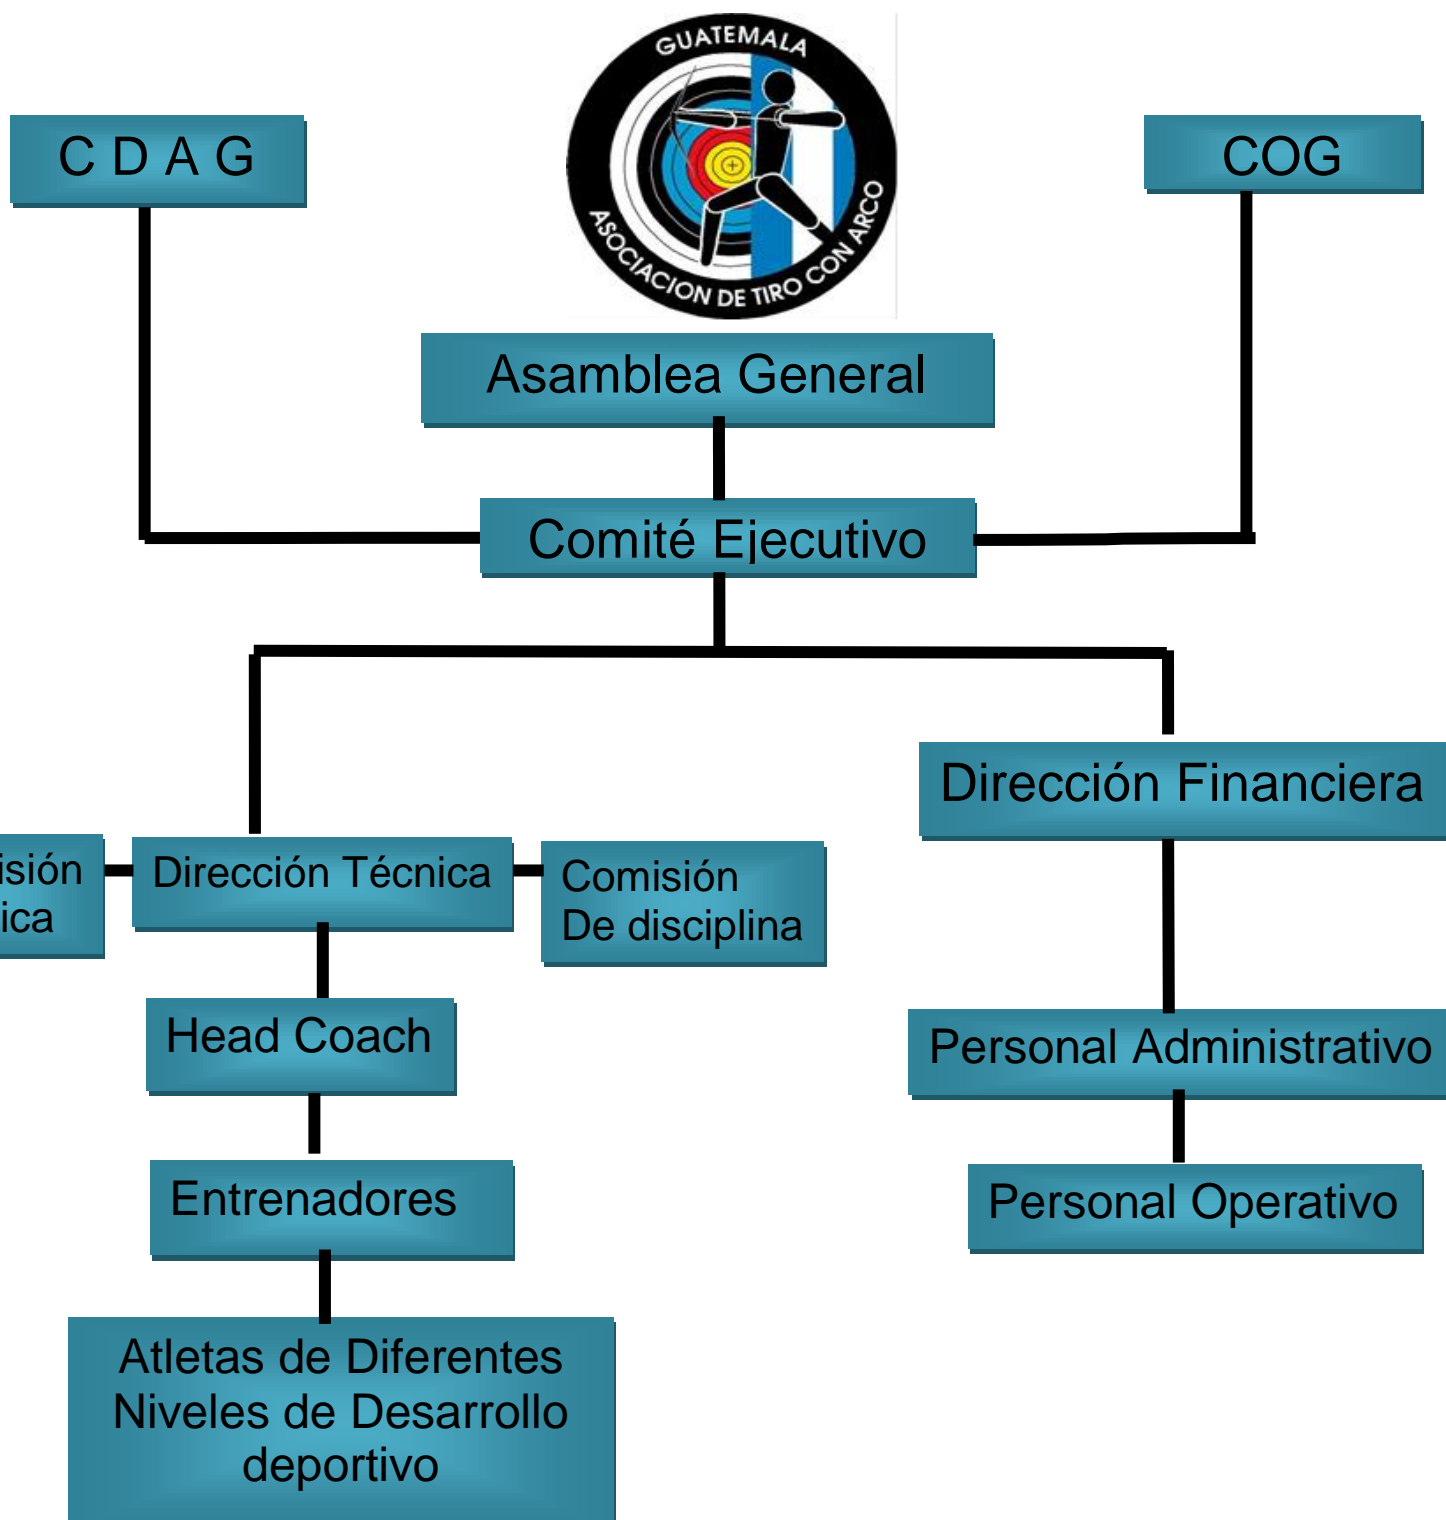 GUATEMALA
ASOCIACION DE TIRO CON ARCO
C D A G
COG
Asamblea General
Comité Ejecutivo
Dirección Financiera
Dirección Técnica
Comisión
De disciplina
Head Coach
Personal Administrativo
Entrenadores
Personal Operativo
Atletas de Diferentes
Niveles de Desarrollo
deportivo